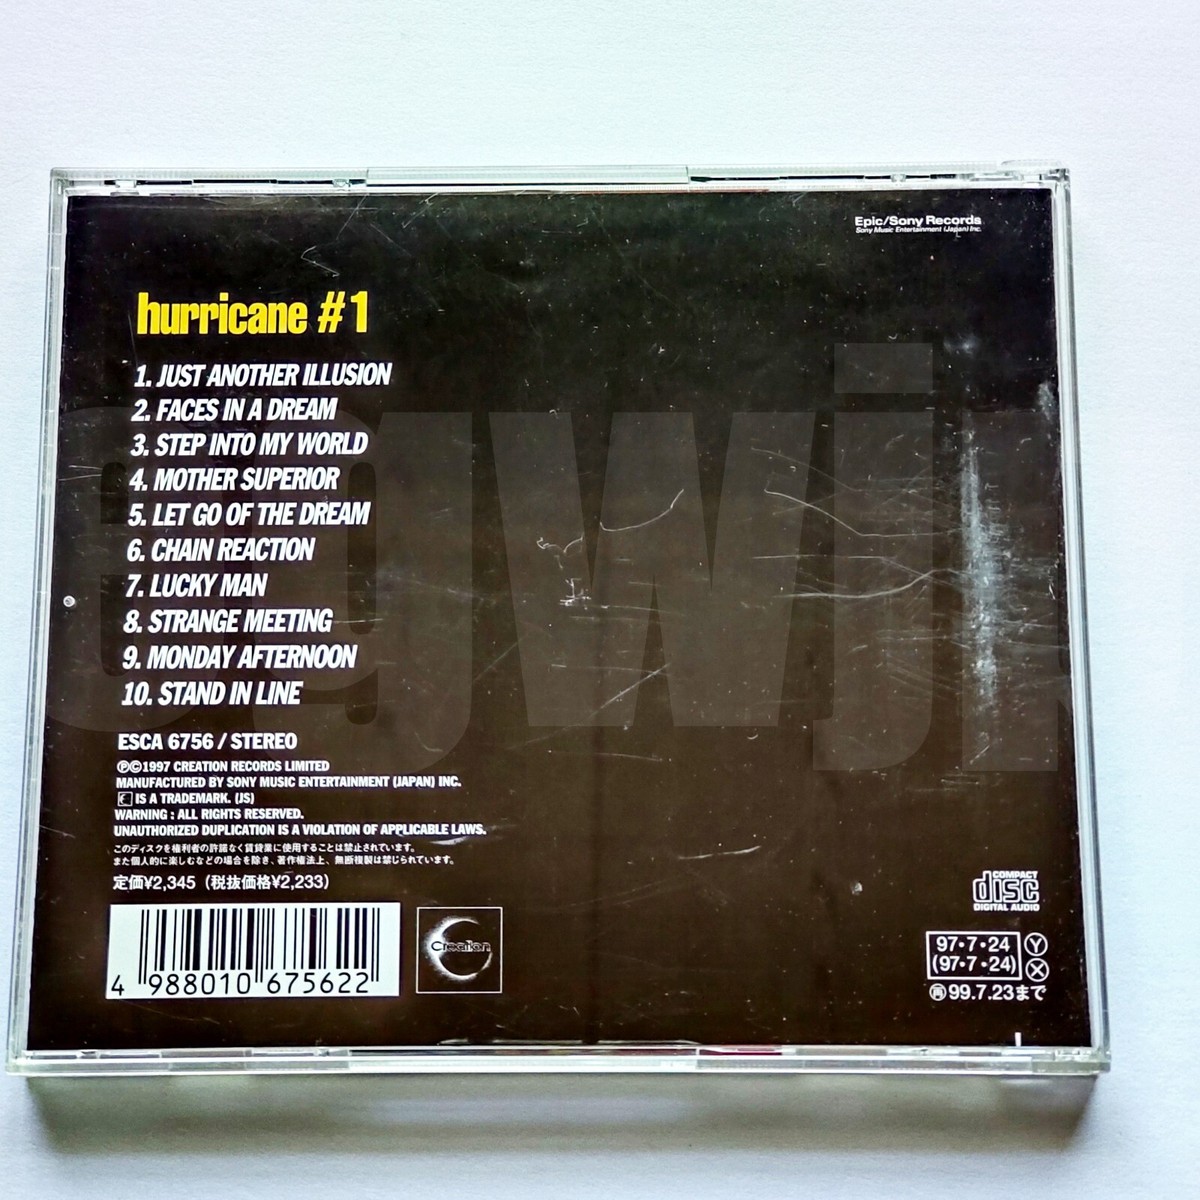 Epic/Sony Records
Sony Music Entertainment (Japan) Inc.
hurricane #1
1. JUST ANOTHER ILLUSION
2. FACES IN A DREAM
3. STEP INTO MY WORLD
4. MOTHER SUPERIOR
5. LET GO OF THE DREAM
6. CHAIN REACTION
7. LUCKY MAN
8. STRANGE MEETING
9. MONDAY AFTERNOON
10. STAND IN LINE
ESCA 6756 / STEREO
℗©1997 CREATION RECORDS LIMITED
MANUFACTURED BY SONY MUSIC ENTERTAINMENT (JAPAN) INC.
IS A TRADEMARK. (JS)
WARNING : ALL RIGHTS RESERVED.
UNAUTHORIZED DUPLICATION IS A VIOLATION OF APPLICABLE LAWS.
このディスクを権利者の許諾なく賃貸業に使用することは禁止されています。
また個人的に楽しむなどの場合を除き、著作権法上、無断複製は禁じられています。
定価¥2,345 (税抜価格¥2,233)
4 988010 675622
Creation
COMPACT
disc
DIGITAL AUDIO
97・7・24 Ⓨ
(97・7・24) Ⓧ
再 99.7.23まで
egwj